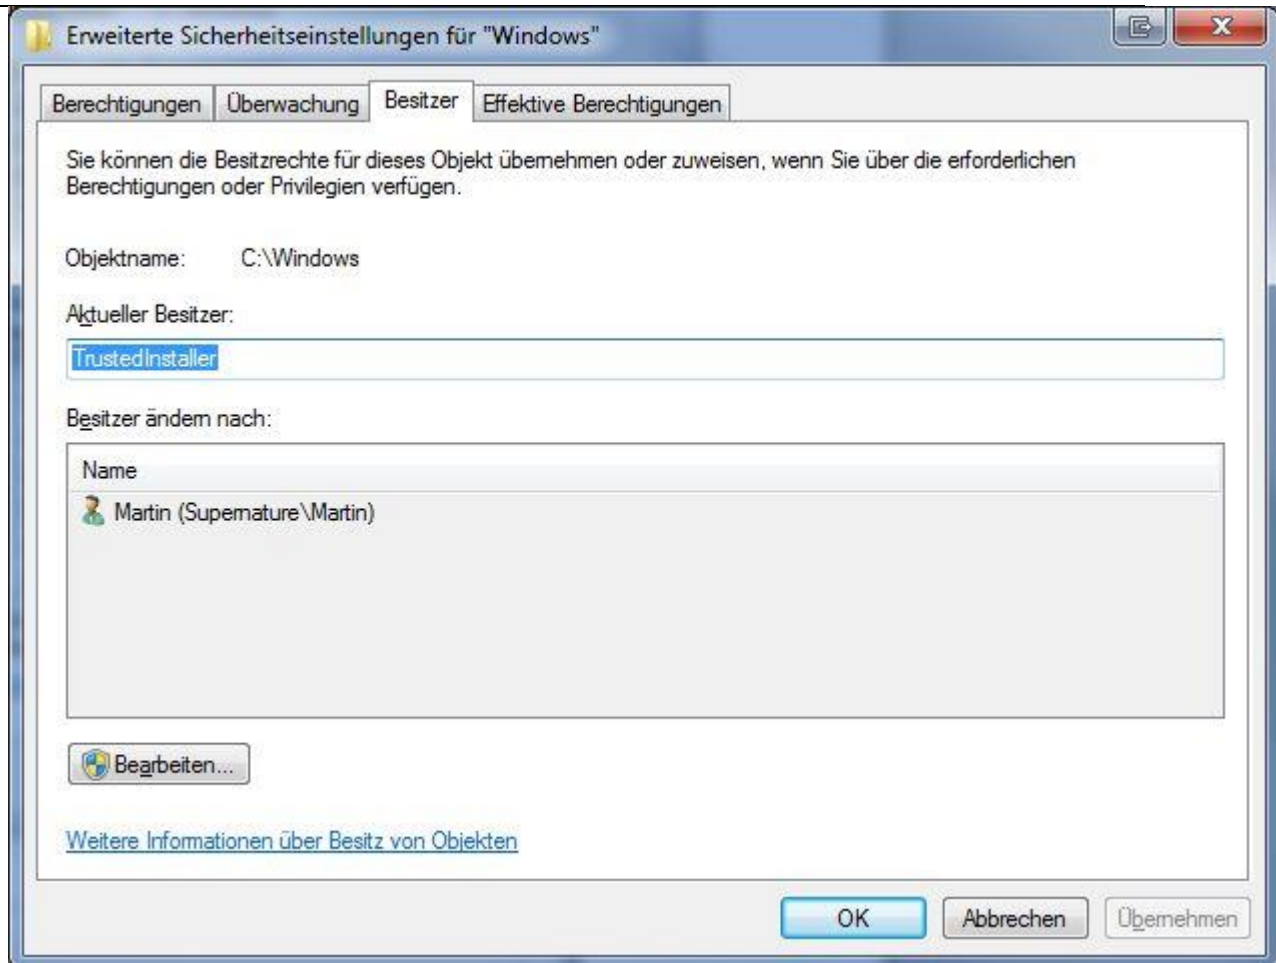 Erweiterte Sicherheitseinstellungen für "Windows"
Berechtigungen Überwachung Besitzer Effektive Berechtigungen
Sie können die Besitzrechte für dieses Objekt übernehmen oder zuweisen, wenn Sie über die erforderlichen
Berechtigungen oder Privilegien verfügen.
Objektname: C:\Windows
Aktueller Besitzer:
TrustedInstaller
Besitzer ändern nach:
Name
Martin (Supernature\Martin)
Bearbeiten...
Weitere Informationen über Besitz von Objekten
OK Abbrechen Übernehmen